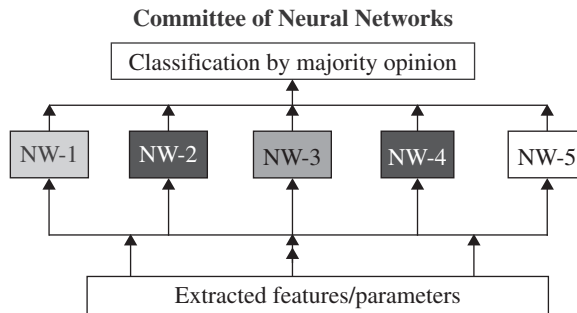 Committee of Neural Networks
Classification by majority opinion
NW-1 NW-2 NW-3 NW-4 NW-5
Extracted features/parameters